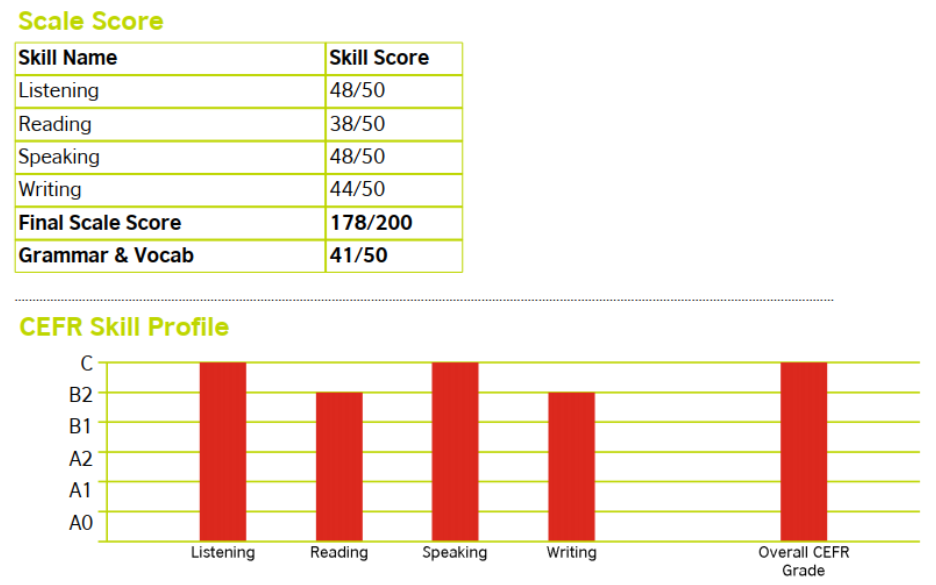 Scale Score
Skill Name Skill Score
Listening 48/50
Reading 38/50
Speaking 48/50
Writing 44/50
Final Scale Score 178/200
Grammar & Vocab 41/50
CEFR Skill Profile
C
B2
B1
A2
A1
A0
Listening Reading Speaking Writing Overall CEFR
Grade